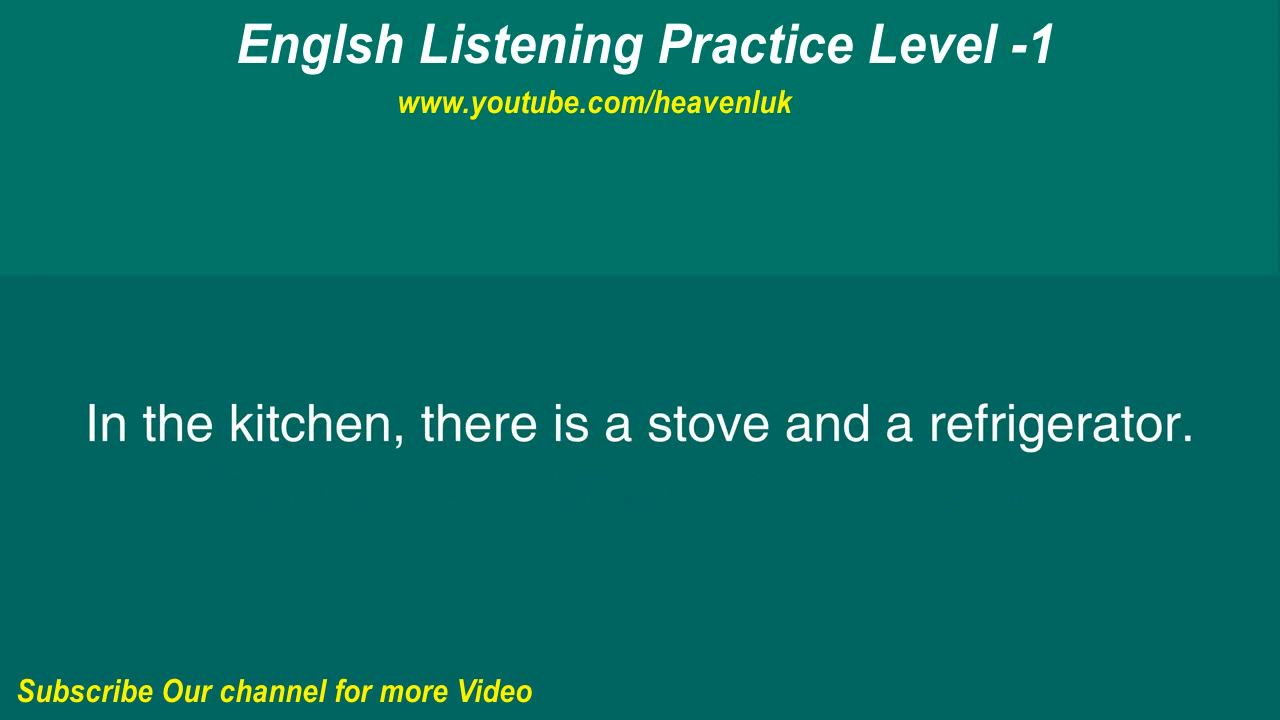 Englsh Listening Practice Level -1
www.youtube.com/heavenluk
In the kitchen, there is a stove and a refrigerator.
Subscribe Our channel for more Video